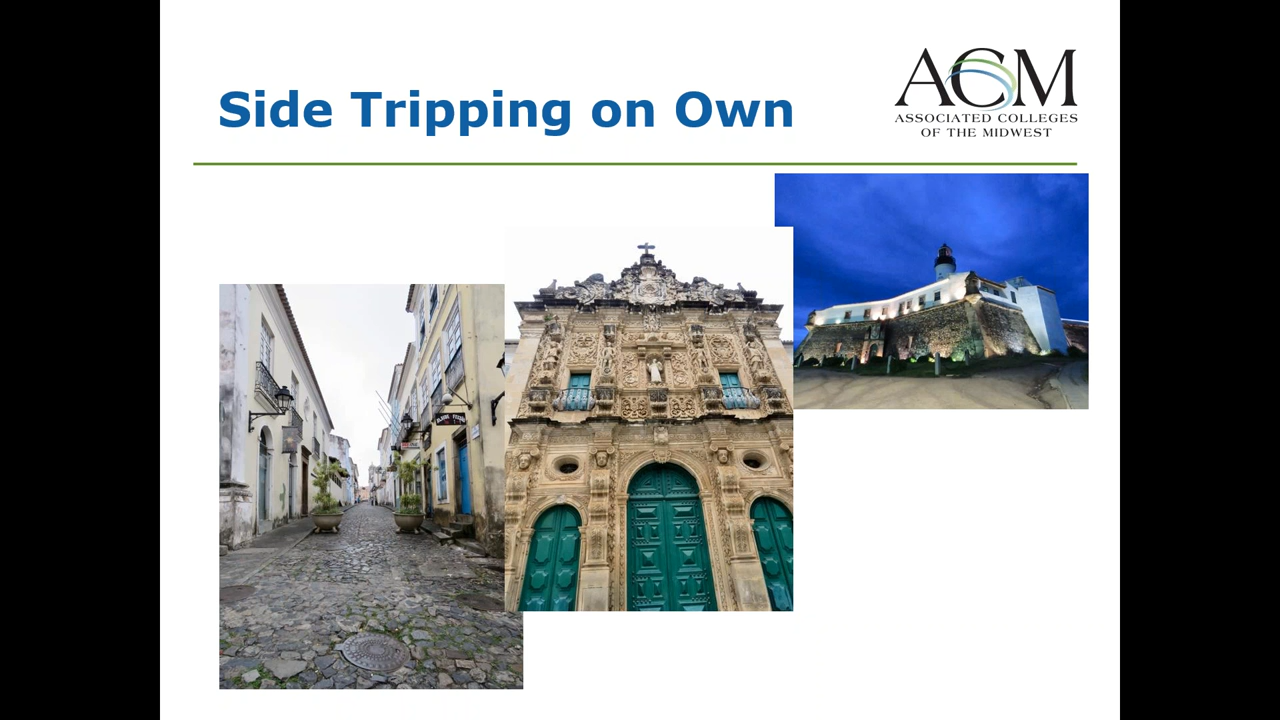 Side Tripping on Own
ACM
ASSOCIATED COLLEGES
OF THE MIDWEST